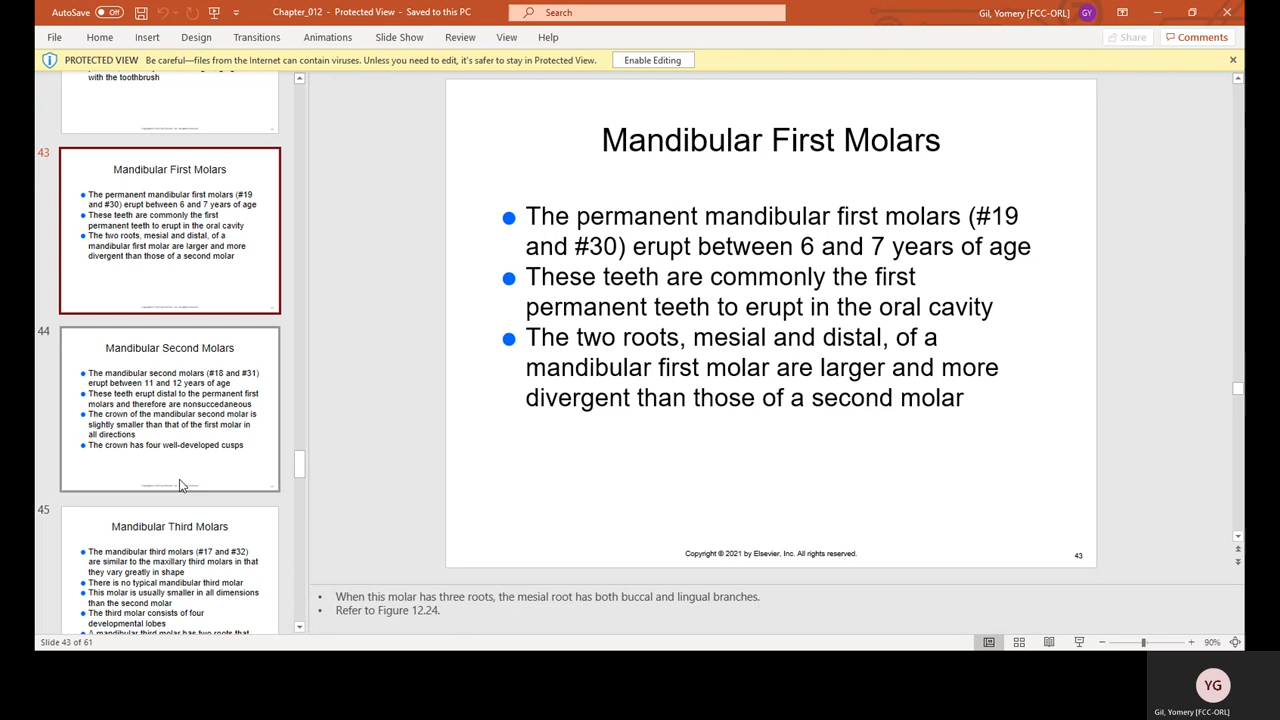 AutoSave Off Chapter_012 - Protected View - Saved to this PC Search Gil, Yomery [FCC-ORL] GY
File Home Insert Design Transitions Animations Slide Show Review View Help Share Comments
PROTECTED VIEW Be careful—files from the Internet can contain viruses. Unless you need to edit, it's safer to stay in Protected View. Enable Editing
with the toothbrush
43
Mandibular First Molars
The permanent mandibular first molars (#19
and #30) erupt between 6 and 7 years of age
These teeth are commonly the first
permanent teeth to erupt in the oral cavity
The two roots, mesial and distal, of a
mandibular first molar are larger and more
divergent than those of a second molar
44
Mandibular Second Molars
The mandibular second molars (#18 and #31)
erupt between 11 and 12 years of age
These teeth erupt distal to the permanent first
molars and therefore are nonsuccedaneous
The crown of the mandibular second molar is
slightly smaller than that of the first molar in
all directions
The crown has four well-developed cusps
45
Mandibular Third Molars
The mandibular third molars (#17 and #32)
are similar to the maxillary third molars in that
they vary greatly in shape
There is no typical mandibular third molar
This molar is usually smaller in all dimensions
than the second molar
The third molar consists of four
developmental lobes
A mandibular third molar has two roots that
Mandibular First Molars
● The permanent mandibular first molars (#19
and #30) erupt between 6 and 7 years of age
● These teeth are commonly the first
permanent teeth to erupt in the oral cavity
● The two roots, mesial and distal, of a
mandibular first molar are larger and more
divergent than those of a second molar
Copyright © 2021 by Elsevier, Inc. All rights reserved.
43
• When this molar has three roots, the mesial root has both buccal and lingual branches.
• Refer to Figure 12.24.
Slide 43 of 61
90%
YG
Gil, Yomery [FCC-ORL]